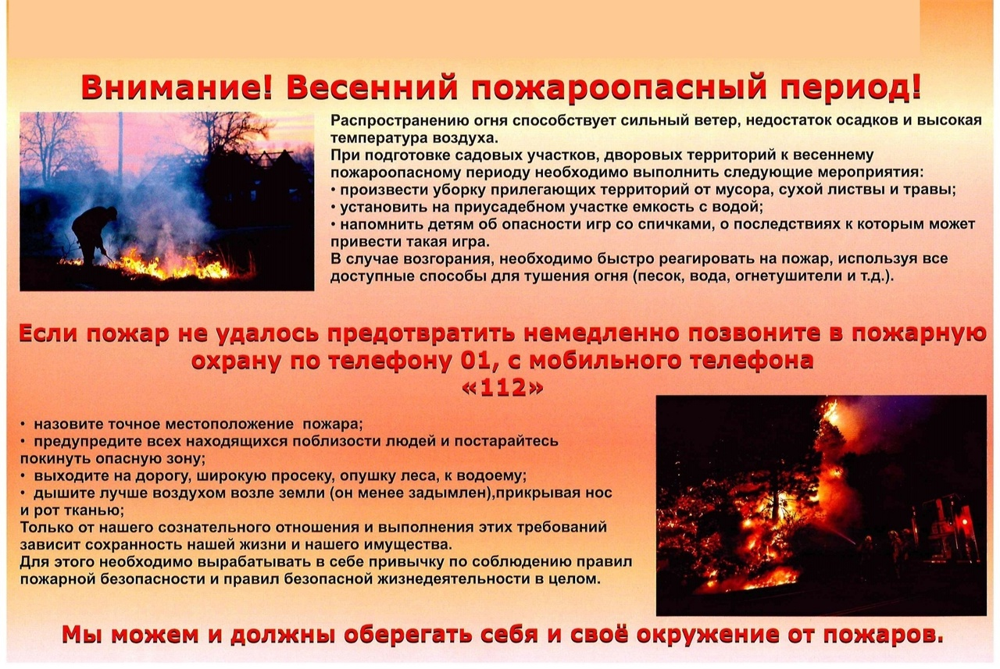 Внимание! Весенний пожароопасный период!
Распространению огня способствует сильный ветер, недостаток осадков и высокая
температура воздуха.
При подготовке садовых участков, дворовых территорий к весеннему
пожароопасному периоду необходимо выполнить следующие мероприятия:
• произвести уборку прилегающих территорий от мусора, сухой листвы и травы;
• установить на приусадебном участке емкость с водой;
• напомнить детям об опасности игр со спичками, о последствиях к которым может
привести такая игра.
В случае возгорания, необходимо быстро реагировать на пожар, используя все
доступные способы для тушения огня (песок, вода, огнетушители и т.д.).
Если пожар не удалось предотвратить немедленно позвоните в пожарную
охрану по телефону 01, с мобильного телефона
«112»
• назовите точное местоположение пожара;
• предупредите всех находящихся поблизости людей и постарайтесь
покинуть опасную зону;
• выходите на дорогу, широкую просеку, опушку леса, к водоему;
• дышите лучше воздухом возле земли (он менее задымлен),прикрывая нос
и рот тканью;
Только от нашего сознательного отношения и выполнения этих требований
зависит сохранность нашей жизни и нашего имущества.
Для этого необходимо вырабатывать в себе привычку по соблюдению правил
пожарной безопасности и правил безопасной жизнедеятельности в целом.
Мы можем и должны оберегать себя и своё окружение от пожаров.